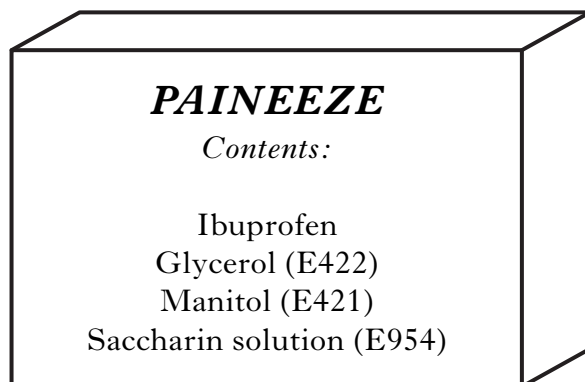 PAINEEZE
Contents:
Ibuprofen
Glycerol (E422)
Manitol (E421)
Saccharin solution (E954)